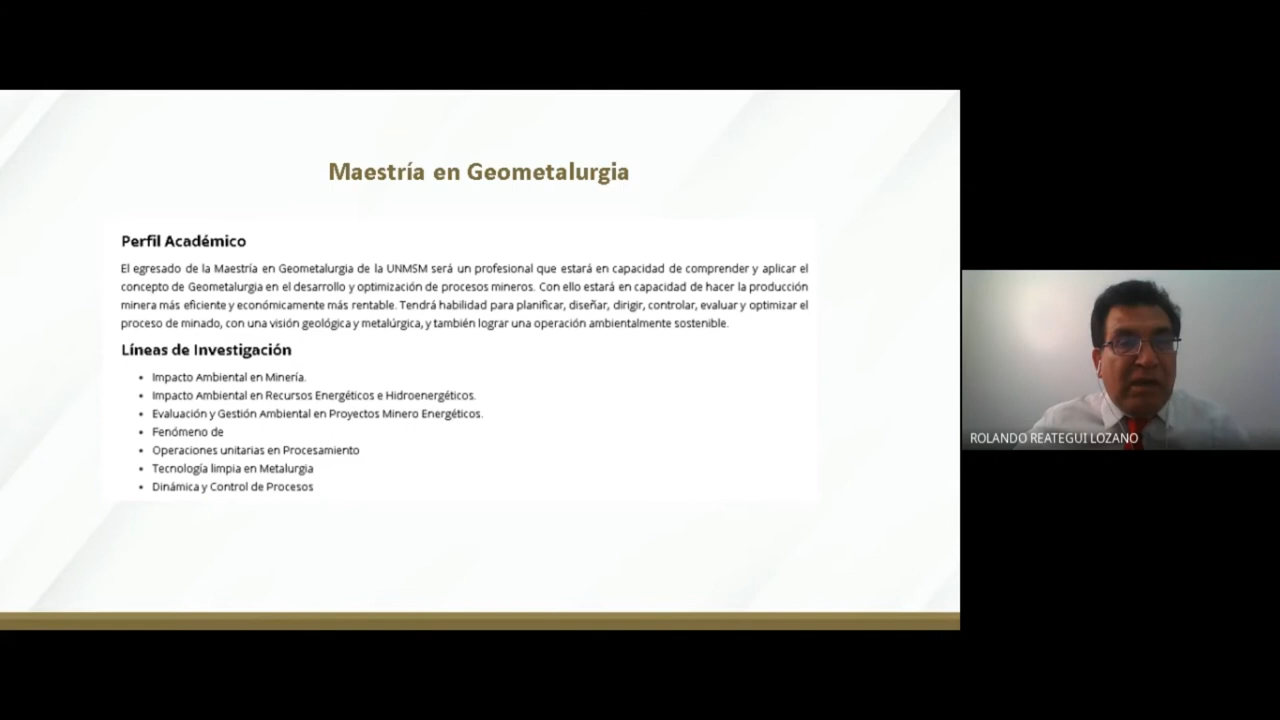 Maestría en Geometalurgia
Perfil Académico
El egresado de la Maestría en Geometalurgia de la UNMSM será un profesional que estará en capacidad de comprender y aplicar el
concepto de Geometalurgia en el desarrollo y optimización de procesos mineros. Con ello estará en capacidad de hacer la producción
minera más eficiente y económicamente más rentable. Tendrá habilidad para planificar, diseñar, dirigir, controlar, evaluar y optimizar el
proceso de minado, con una visión geológica y metalúrgica, y también lograr una operación ambientalmente sostenible.
Líneas de Investigación
• Impacto Ambiental en Minería.
• Impacto Ambiental en Recursos Energéticos e Hidroenergéticos.
• Evaluación y Gestión Ambiental en Proyectos Minero Energéticos.
• Fenómeno de
• Operaciones unitarias en Procesamiento
• Tecnología limpia en Metalurgia
• Dinámica y Control de Procesos
ROLANDO REATEGUI LOZANO